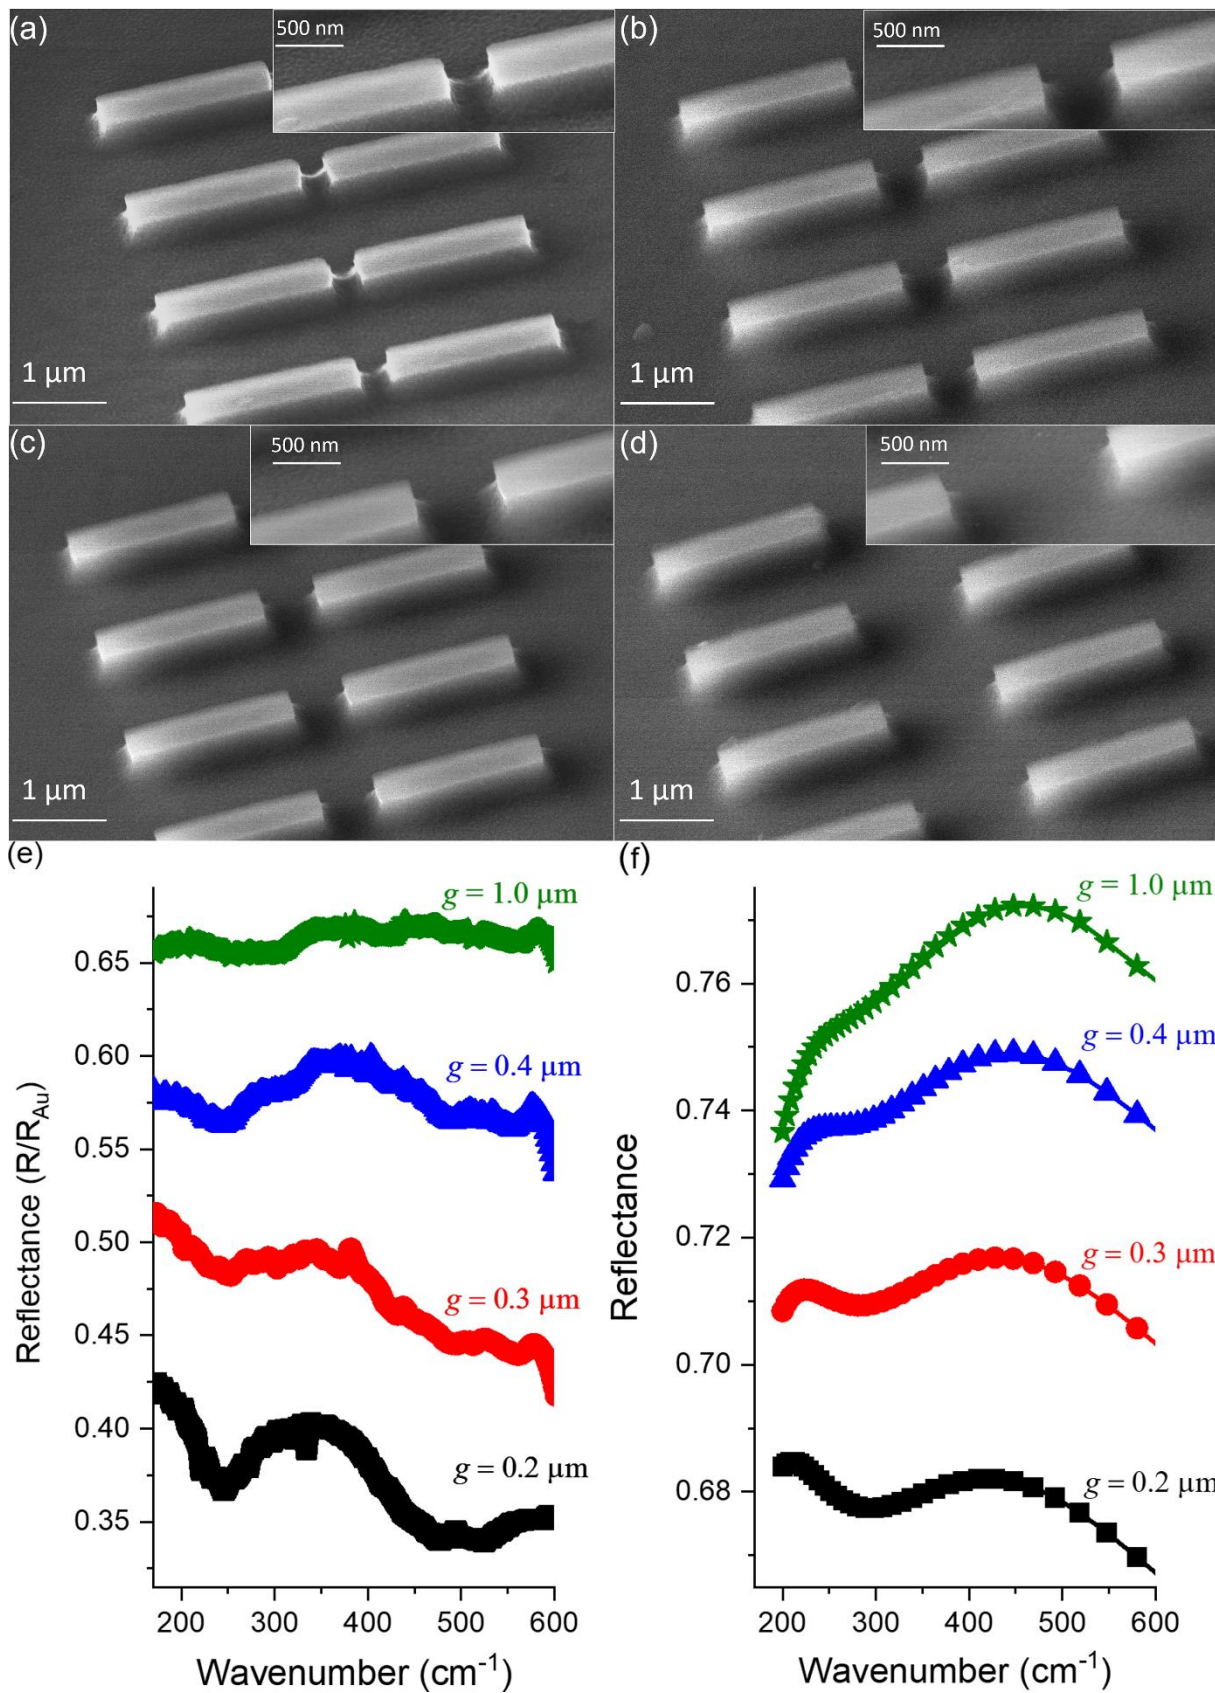 (a)
500 nm
1 µm
(b)
500 nm
1 µm
(c)
500 nm
1 µm
(d)
500 nm
1 µm
(e)
g = 1.0 µm
g = 0.4 µm
g = 0.3 µm
g = 0.2 µm
0.65
0.60
0.55
0.50
0.45
0.40
0.35
Reflectance (R/R_Au)
200 300 400 500 600
Wavenumber (cm⁻¹)
(f)
g = 1.0 µm
g = 0.4 µm
g = 0.3 µm
g = 0.2 µm
0.76
0.74
0.72
0.70
0.68
Reflectance
200 300 400 500 600
Wavenumber (cm⁻¹)